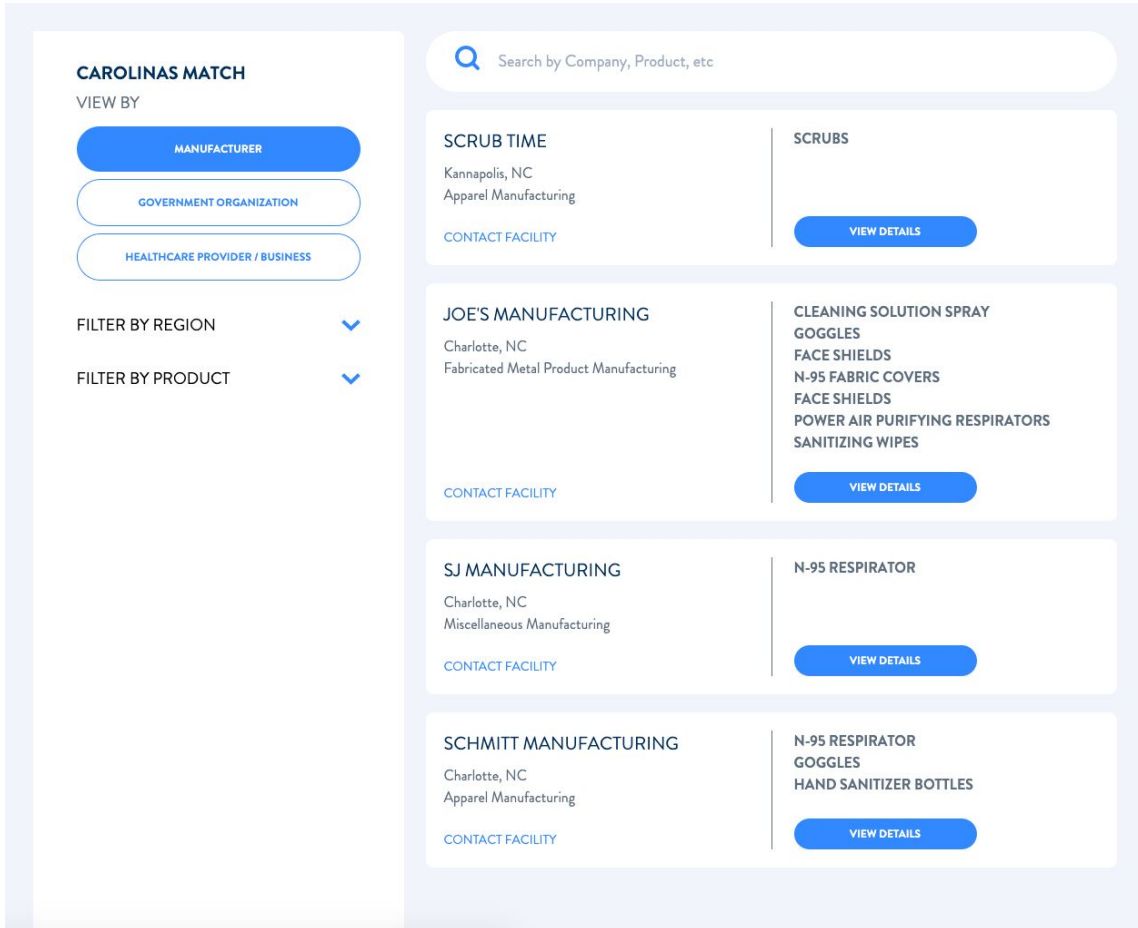 CAROLINAS MATCH
VIEW BY
MANUFACTURER
GOVERNMENT ORGANIZATION
HEALTHCARE PROVIDER / BUSINESS
FILTER BY REGION
FILTER BY PRODUCT
Search by Company, Product, etc
SCRUB TIME
Kannapolis, NC
Apparel Manufacturing
CONTACT FACILITY
SCRUBS
VIEW DETAILS
JOE'S MANUFACTURING
Charlotte, NC
Fabricated Metal Product Manufacturing
CONTACT FACILITY
CLEANING SOLUTION SPRAY
GOGGLES
FACE SHIELDS
N-95 FABRIC COVERS
FACE SHIELDS
POWER AIR PURIFYING RESPIRATORS
SANITIZING WIPES
VIEW DETAILS
SJ MANUFACTURING
Charlotte, NC
Miscellaneous Manufacturing
CONTACT FACILITY
N-95 RESPIRATOR
VIEW DETAILS
SCHMITT MANUFACTURING
Charlotte, NC
Apparel Manufacturing
CONTACT FACILITY
N-95 RESPIRATOR
GOGGLES
HAND SANITIZER BOTTLES
VIEW DETAILS